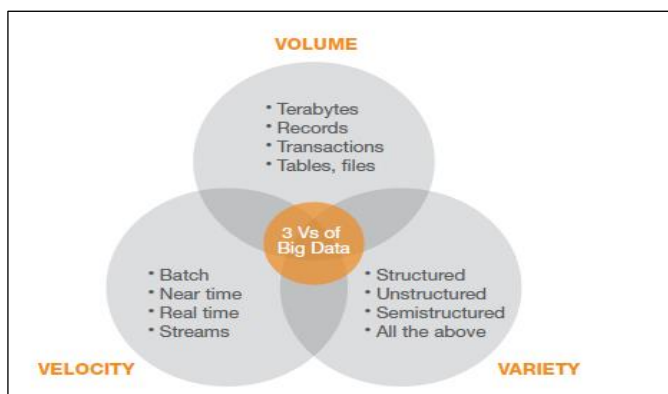 VOLUME
• Terabytes
• Records
• Transactions
• Tables, files
3 Vs of
Big Data
• Batch
• Near time
• Real time
• Streams
• Structured
• Unstructured
• Semistructured
• All the above
VELOCITY
VARIETY